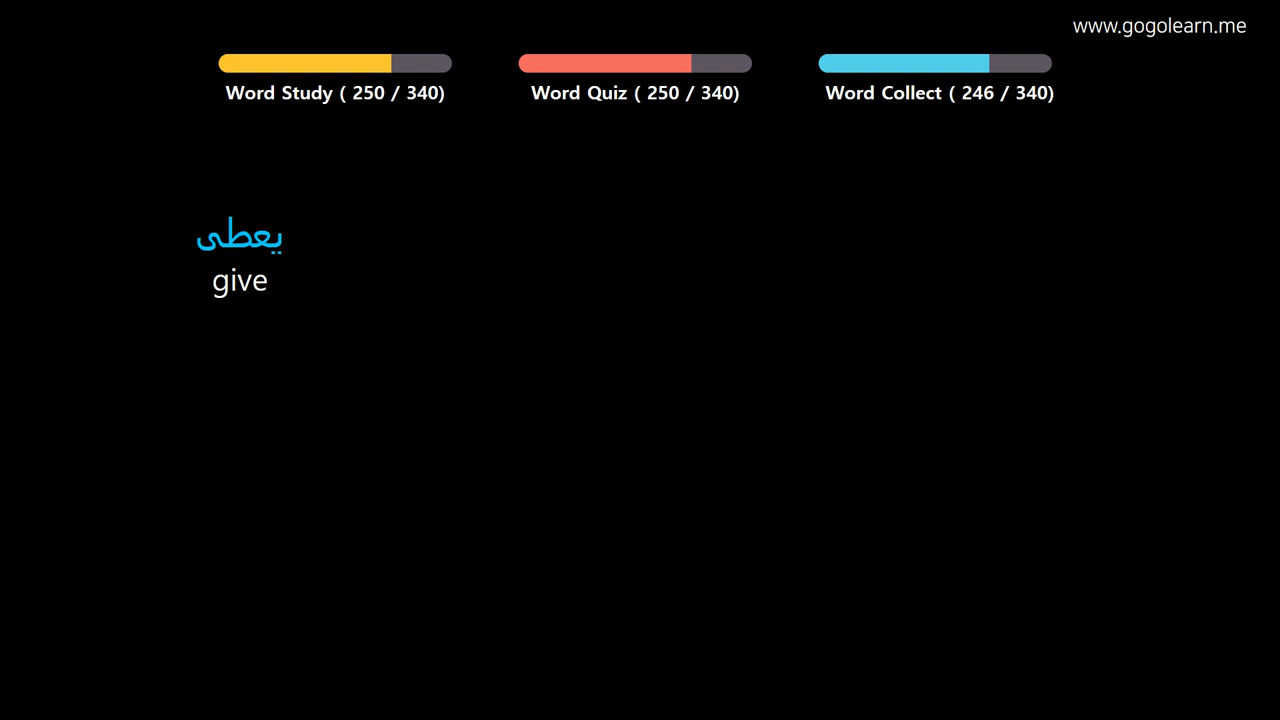 www.gogolearn.me
Word Study ( 250 / 340)
Word Quiz ( 250 / 340)
Word Collect ( 246 / 340)
يعطى
give